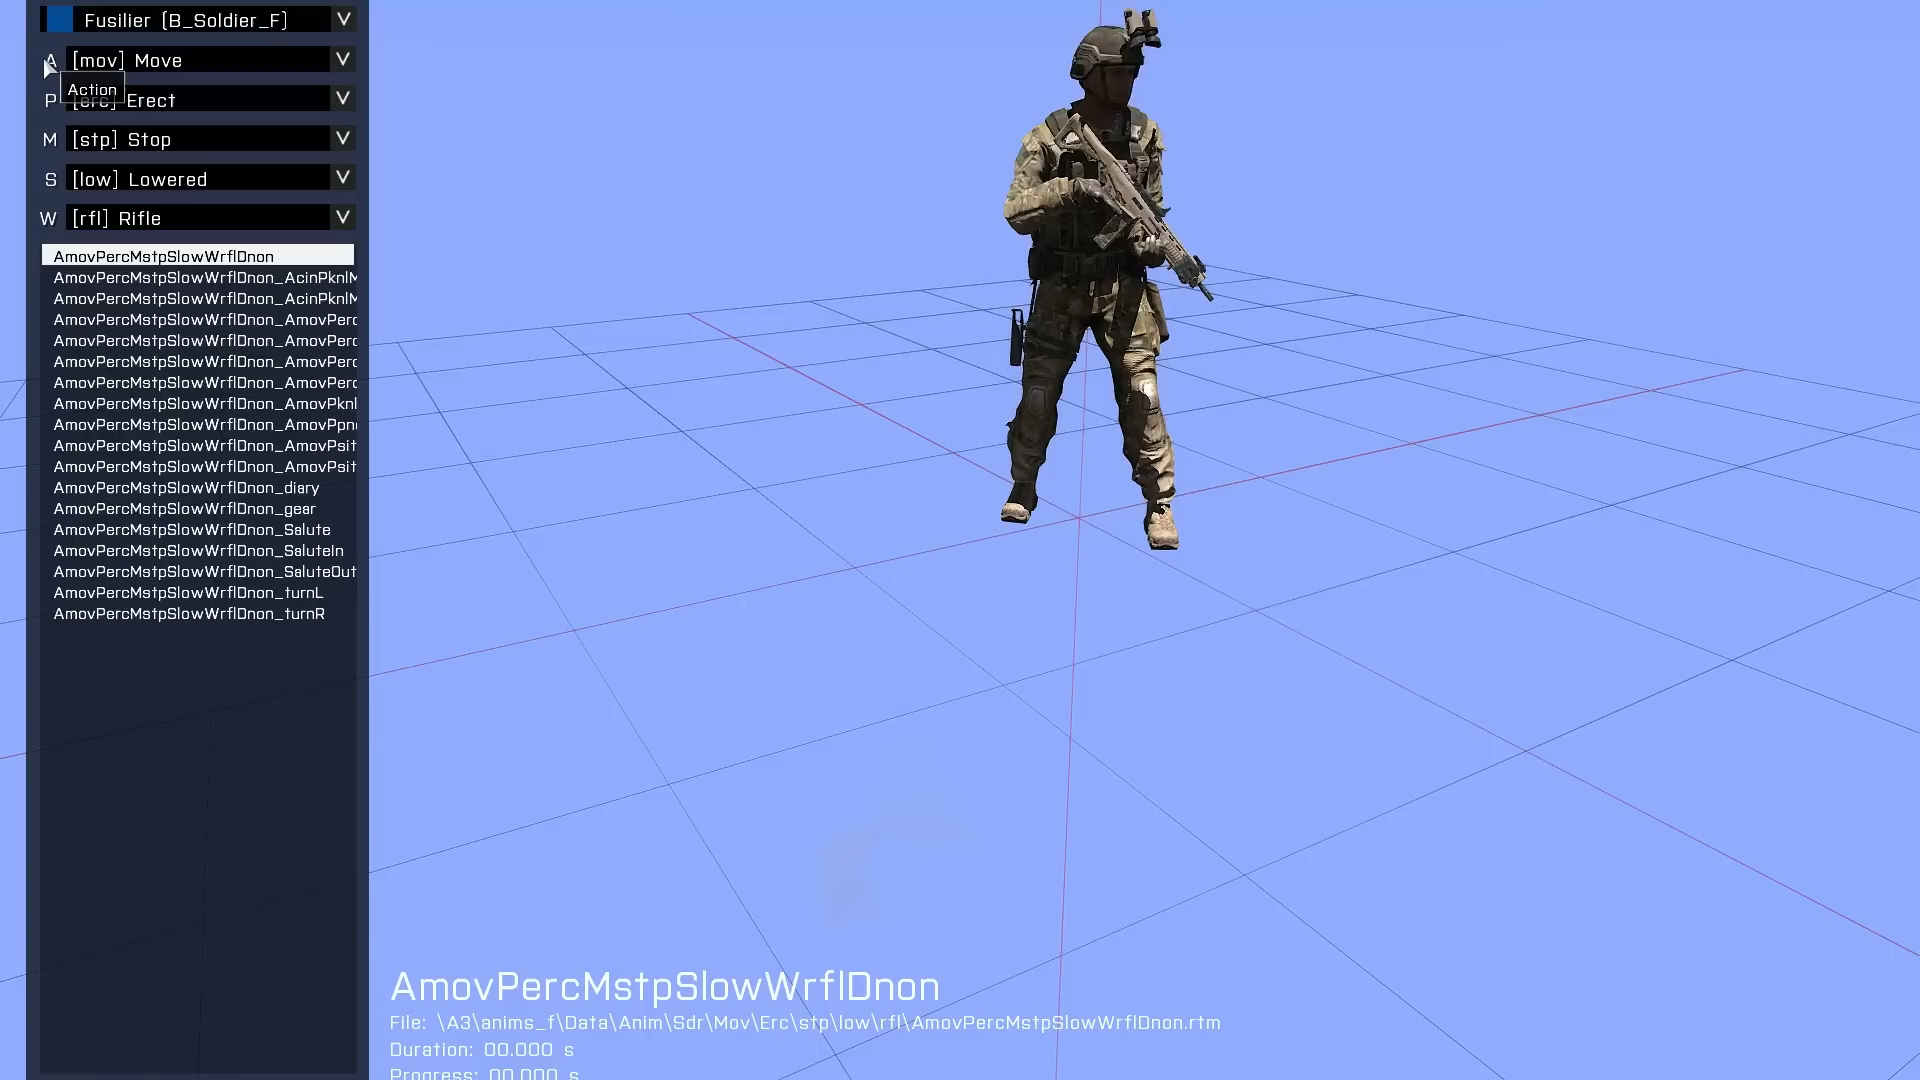 Fusilier (B_Soldier_F) V
A [mov] Move V
Action
P [erc] Erect V
M [stp] Stop V
S [low] Lowered V
W [rfl] Rifle V
AmovPercMstpSlowWrflDnon
AmovPercMstpSlowWrflDnon_AcinPknlM
AmovPercMstpSlowWrflDnon_AcinPknlM
AmovPercMstpSlowWrflDnon_AmovPerc
AmovPercMstpSlowWrflDnon_AmovPerc
AmovPercMstpSlowWrflDnon_AmovPerc
AmovPercMstpSlowWrflDnon_AmovPerc
AmovPercMstpSlowWrflDnon_AmovPknl
AmovPercMstpSlowWrflDnon_AmovPpn
AmovPercMstpSlowWrflDnon_AmovPsit
AmovPercMstpSlowWrflDnon_AmovPsit
AmovPercMstpSlowWrflDnon_diary
AmovPercMstpSlowWrflDnon_gear
AmovPercMstpSlowWrflDnon_Salute
AmovPercMstpSlowWrflDnon_SaluteIn
AmovPercMstpSlowWrflDnon_SaluteOut
AmovPercMstpSlowWrflDnon_turnL
AmovPercMstpSlowWrflDnon_turnR
AmovPercMstpSlowWrflDnon
File: \A3\anims_f\Data\Anim\Sdr\Mov\Erc\stp\low\rfl\AmovPercMstpSlowWrflDnon.rtm
Duration: 00.000 s
Progress: 00.000 s